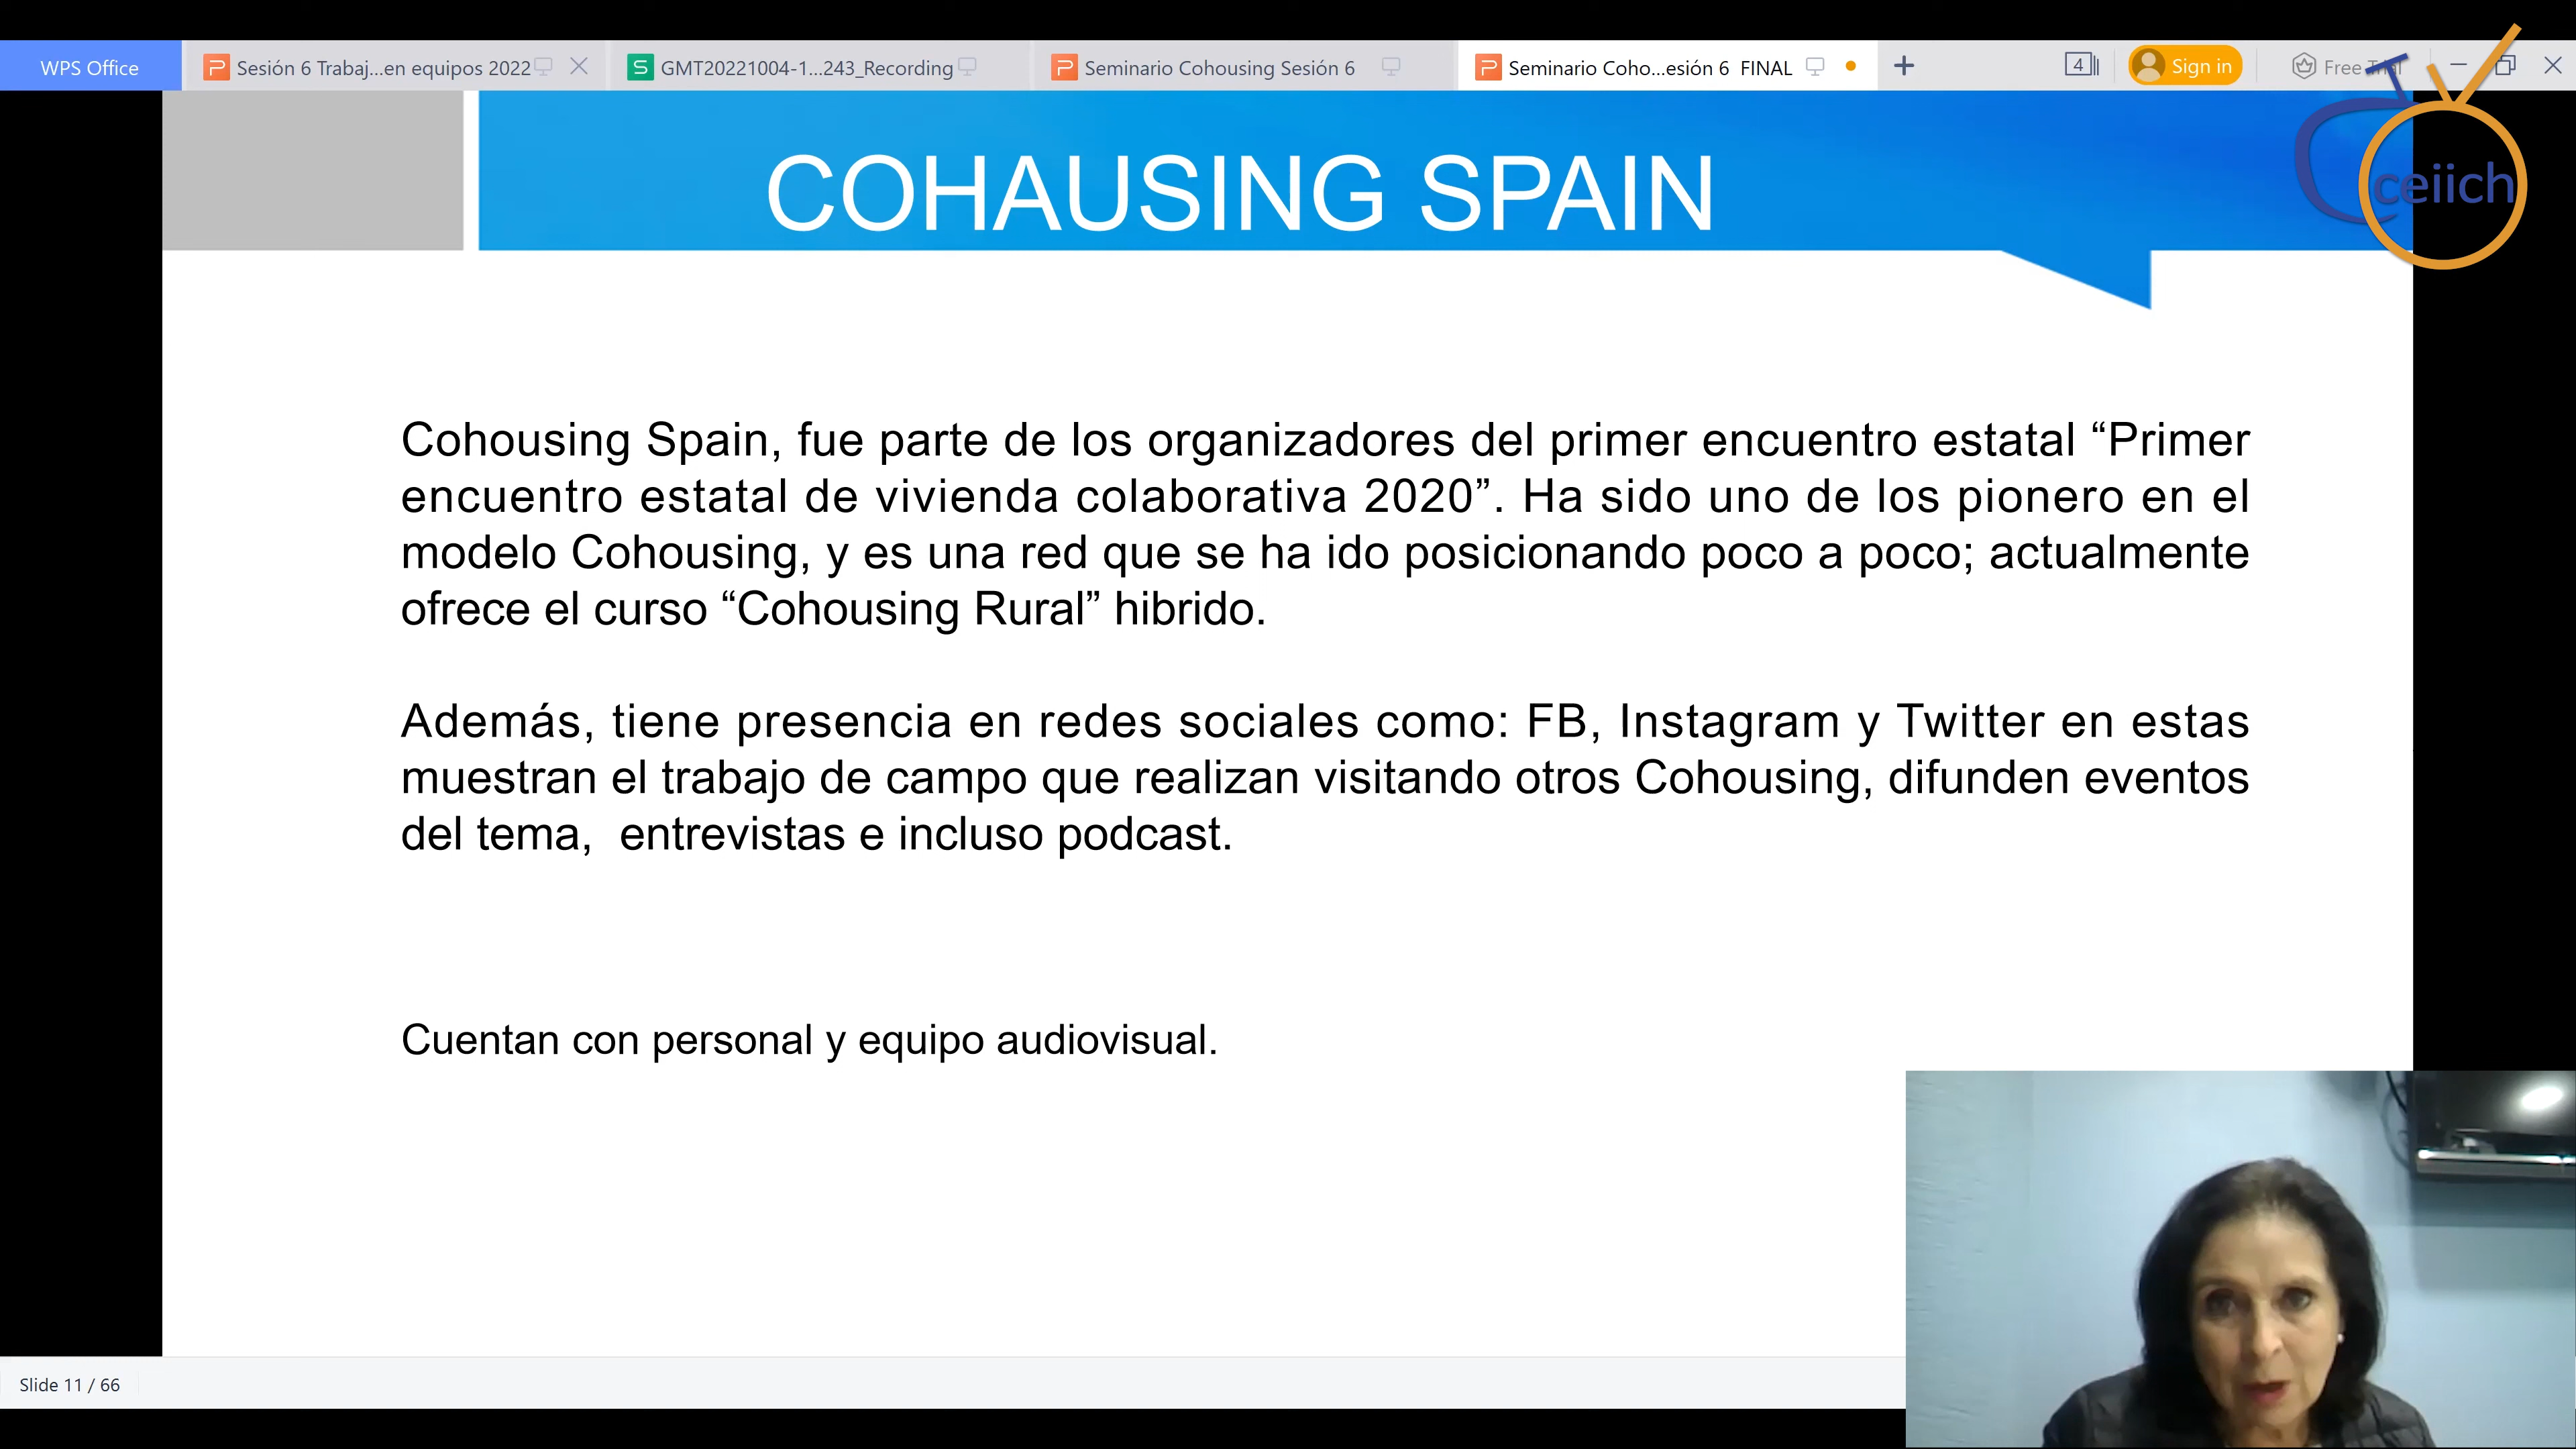 WPS Office
Sesión 6 Trabaj...en equipos 2022
GMT20221004-1...243_Recording
Seminario Cohousing Sesión 6
Seminario Coho...esión 6 FINAL
4
Sign in
Free Trial
TV
ceiich
COHAUSING SPAIN
Cohousing Spain, fue parte de los organizadores del primer encuentro estatal “Primer
encuentro estatal de vivienda colaborativa 2020”. Ha sido uno de los pionero en el
modelo Cohousing, y es una red que se ha ido posicionando poco a poco; actualmente
ofrece el curso “Cohousing Rural” hibrido.
Además, tiene presencia en redes sociales como: FB, Instagram y Twitter en estas
muestran el trabajo de campo que realizan visitando otros Cohousing, difunden eventos
del tema, entrevistas e incluso podcast.
Cuentan con personal y equipo audiovisual.
Slide 11 / 66